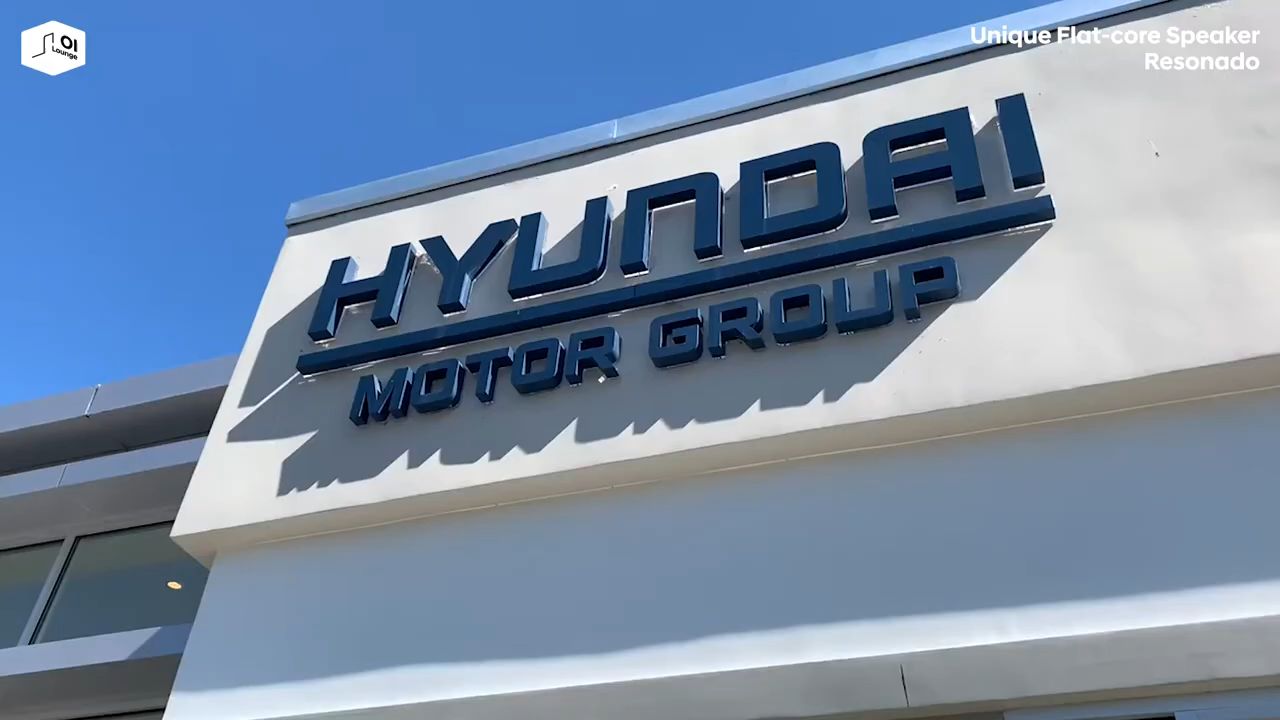 OI
Lounge
Unique Flat-core Speaker
Resonado
HYUNDAI
MOTOR GROUP